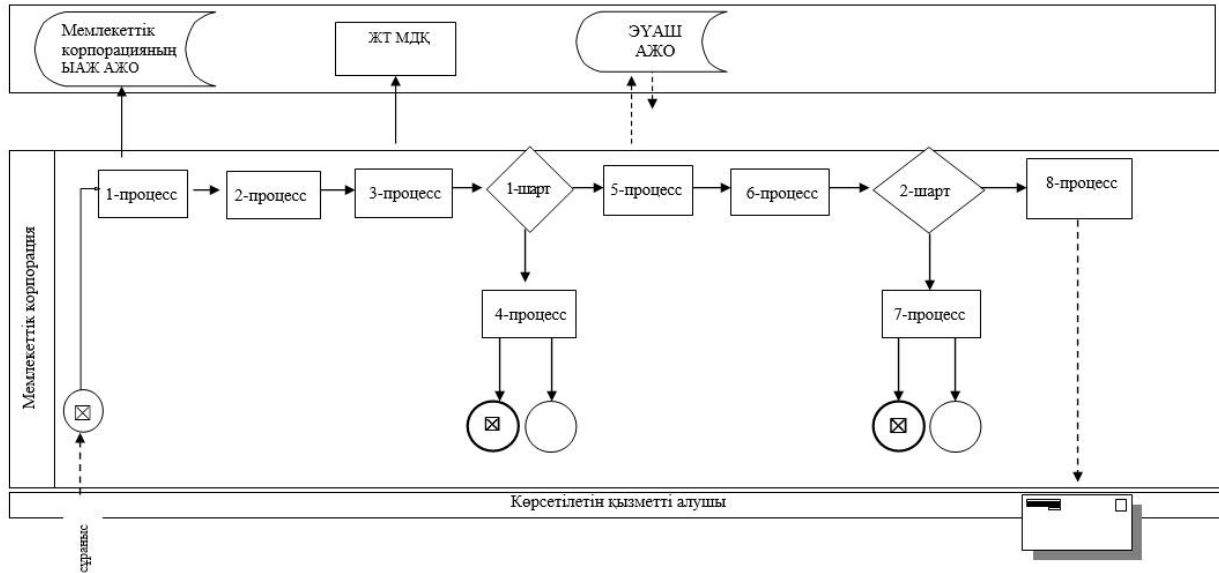 Мемлекеттік
корпорацияның
ЫАЖ АЖО
ЖТ МДҚ
ЭҮАШ
АЖО
Мемлекеттік корпорация
1-процесс
2-процесс
3-процесс
1-шарт
5-процесс
6-процесс
2-шарт
8-процесс
4-процесс
7-процесс
Көрсетілетін қызметті алушы
сұраныс